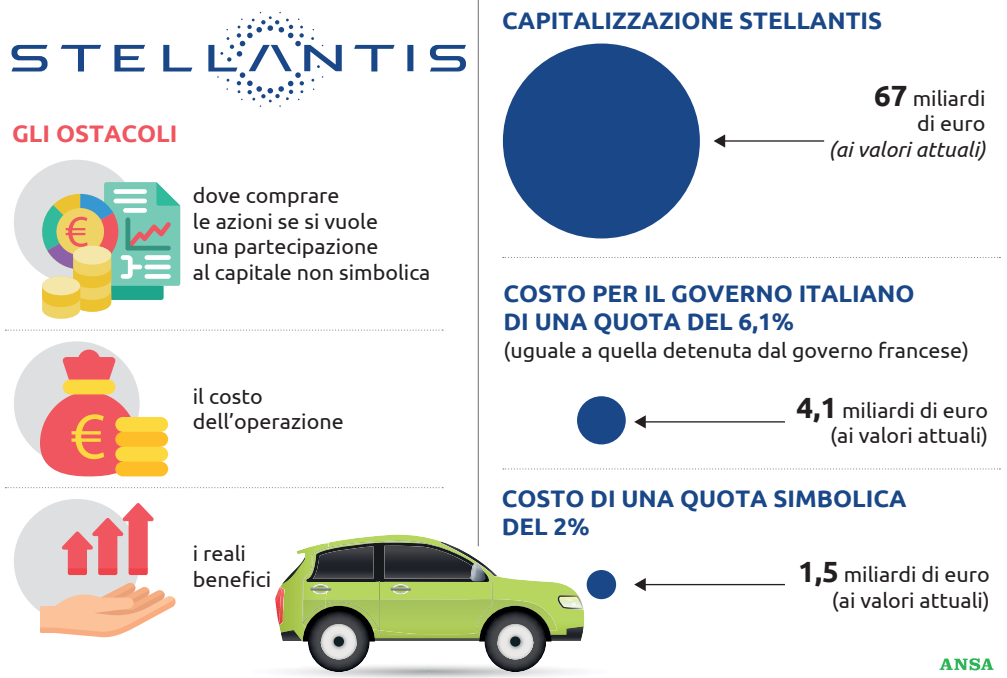 STELLANTIS
GLI OSTACOLI
dove comprare
le azioni se si vuole
una partecipazione
al capitale non simbolica
€
il costo
dell'operazione
€
i reali
benefici
CAPITALIZZAZIONE STELLANTIS
67 miliardi
di euro
(ai valori attuali)
COSTO PER IL GOVERNO ITALIANO
DI UNA QUOTA DEL 6,1%
(uguale a quella detenuta dal governo francese)
4,1 miliardi di euro
(ai valori attuali)
COSTO DI UNA QUOTA SIMBOLICA
DEL 2%
1,5 miliardi di euro
(ai valori attuali)
ANSA